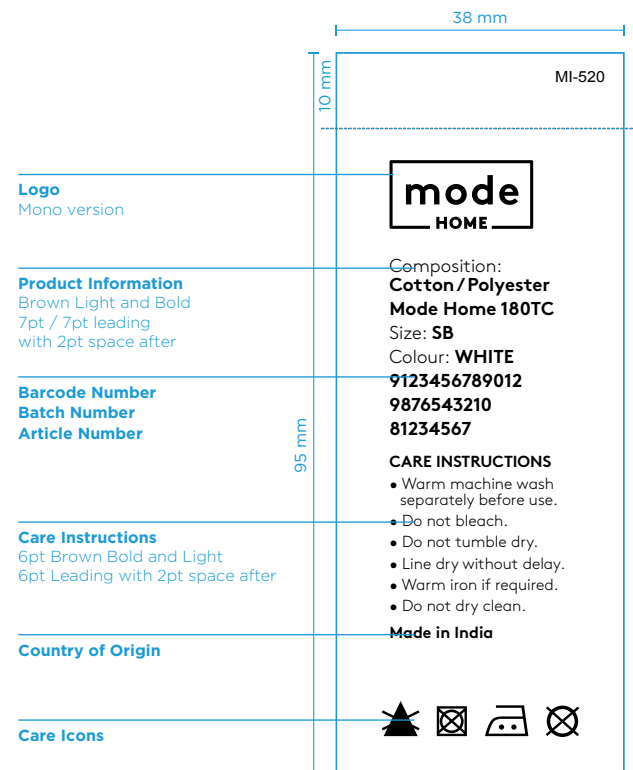 38 mm
10 mm
MI-520
Logo
Mono version
mode
HOME
Product Information
Brown Light and Bold
7pt / 7pt leading
with 2pt space after
Composition:
Cotton / Polyester
Mode Home 180TC
Size: SB
Colour: WHITE
9123456789012
9876543210
81234567
Barcode Number
Batch Number
Article Number
95 mm
CARE INSTRUCTIONS
• Warm machine wash
separately before use.
• Do not bleach.
• Do not tumble dry.
• Line dry without delay.
• Warm iron if required.
• Do not dry clean.
Care Instructions
6pt Brown Bold and Light
6pt Leading with 2pt space after
Made in India
Country of Origin
Care Icons